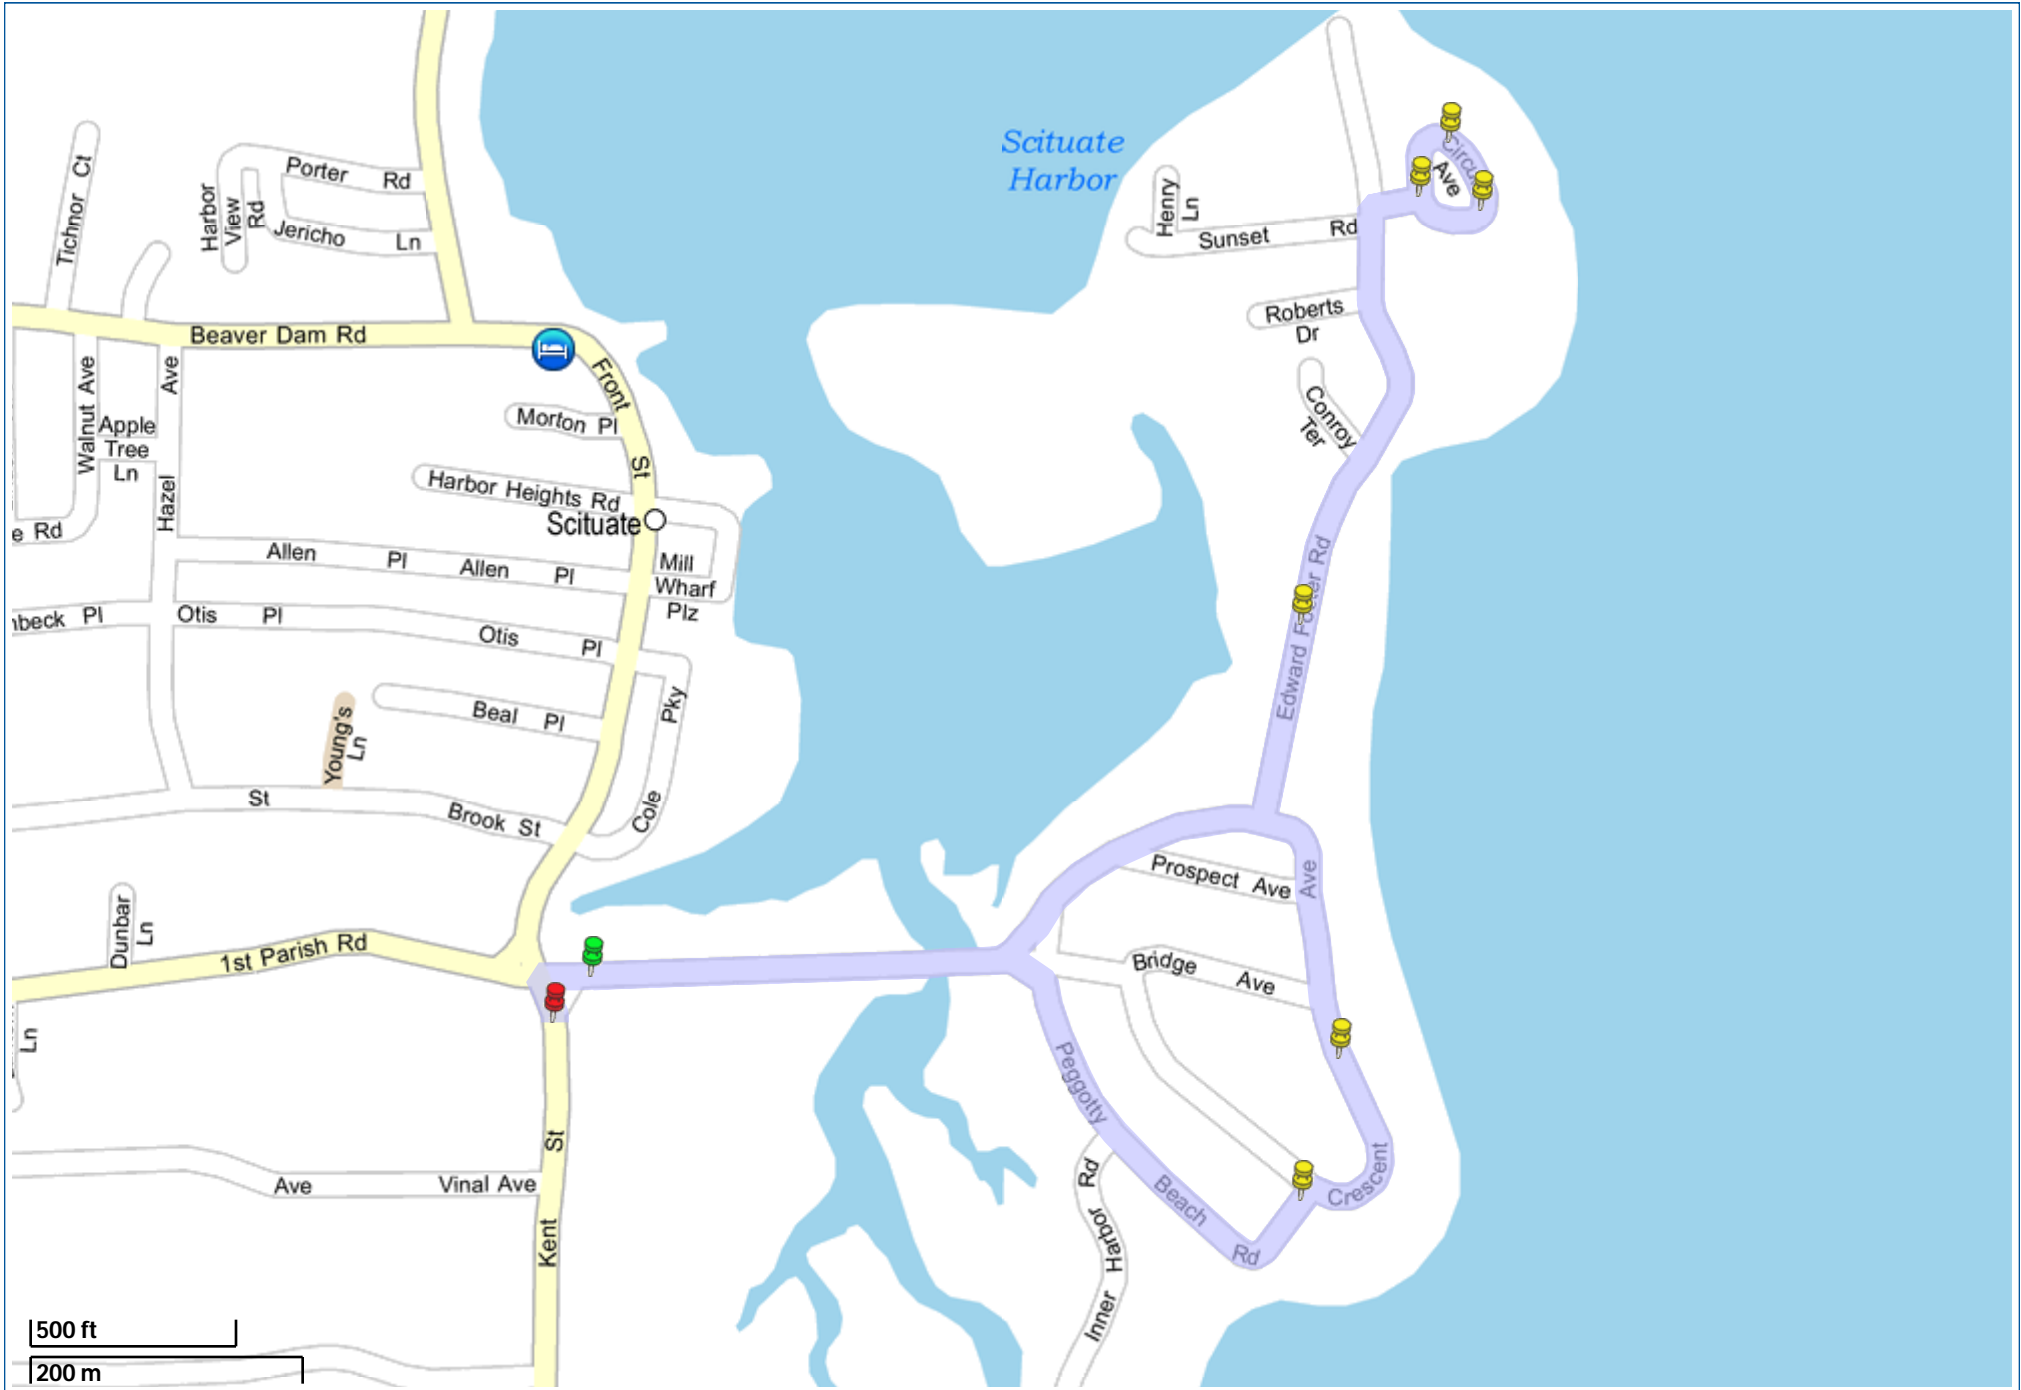 Scituate
Harbor
Tichnor Ct
Porter Rd
Harbor
View
Rd
Jericho Ln
Henry
Ln
Sunset Rd
Ave
Roberts
Dr
Conroy
Ter
Beaver Dam Rd
Front St
Walnut Ave
Ave
Hazel
Apple
Tree
Ln
Morton Pl
Harbor Heights Rd
Scituate
Rd
Allen Pl Allen Pl
Mill
Wharf
Plz
Pl
Otis Pl
Otis Pl
Beal Pl
Young's
Ln
Cole Pky
Edward Foster Rd
St
Brook St
Dunbar
Ln
1st Parish Rd
Prospect Ave
Ave
Bridge Ave
Ln
Peggotty Beach Rd
Crescent
Ave Vinal Ave
Kent St
Inner Harbor Rd
500 ft
200 m